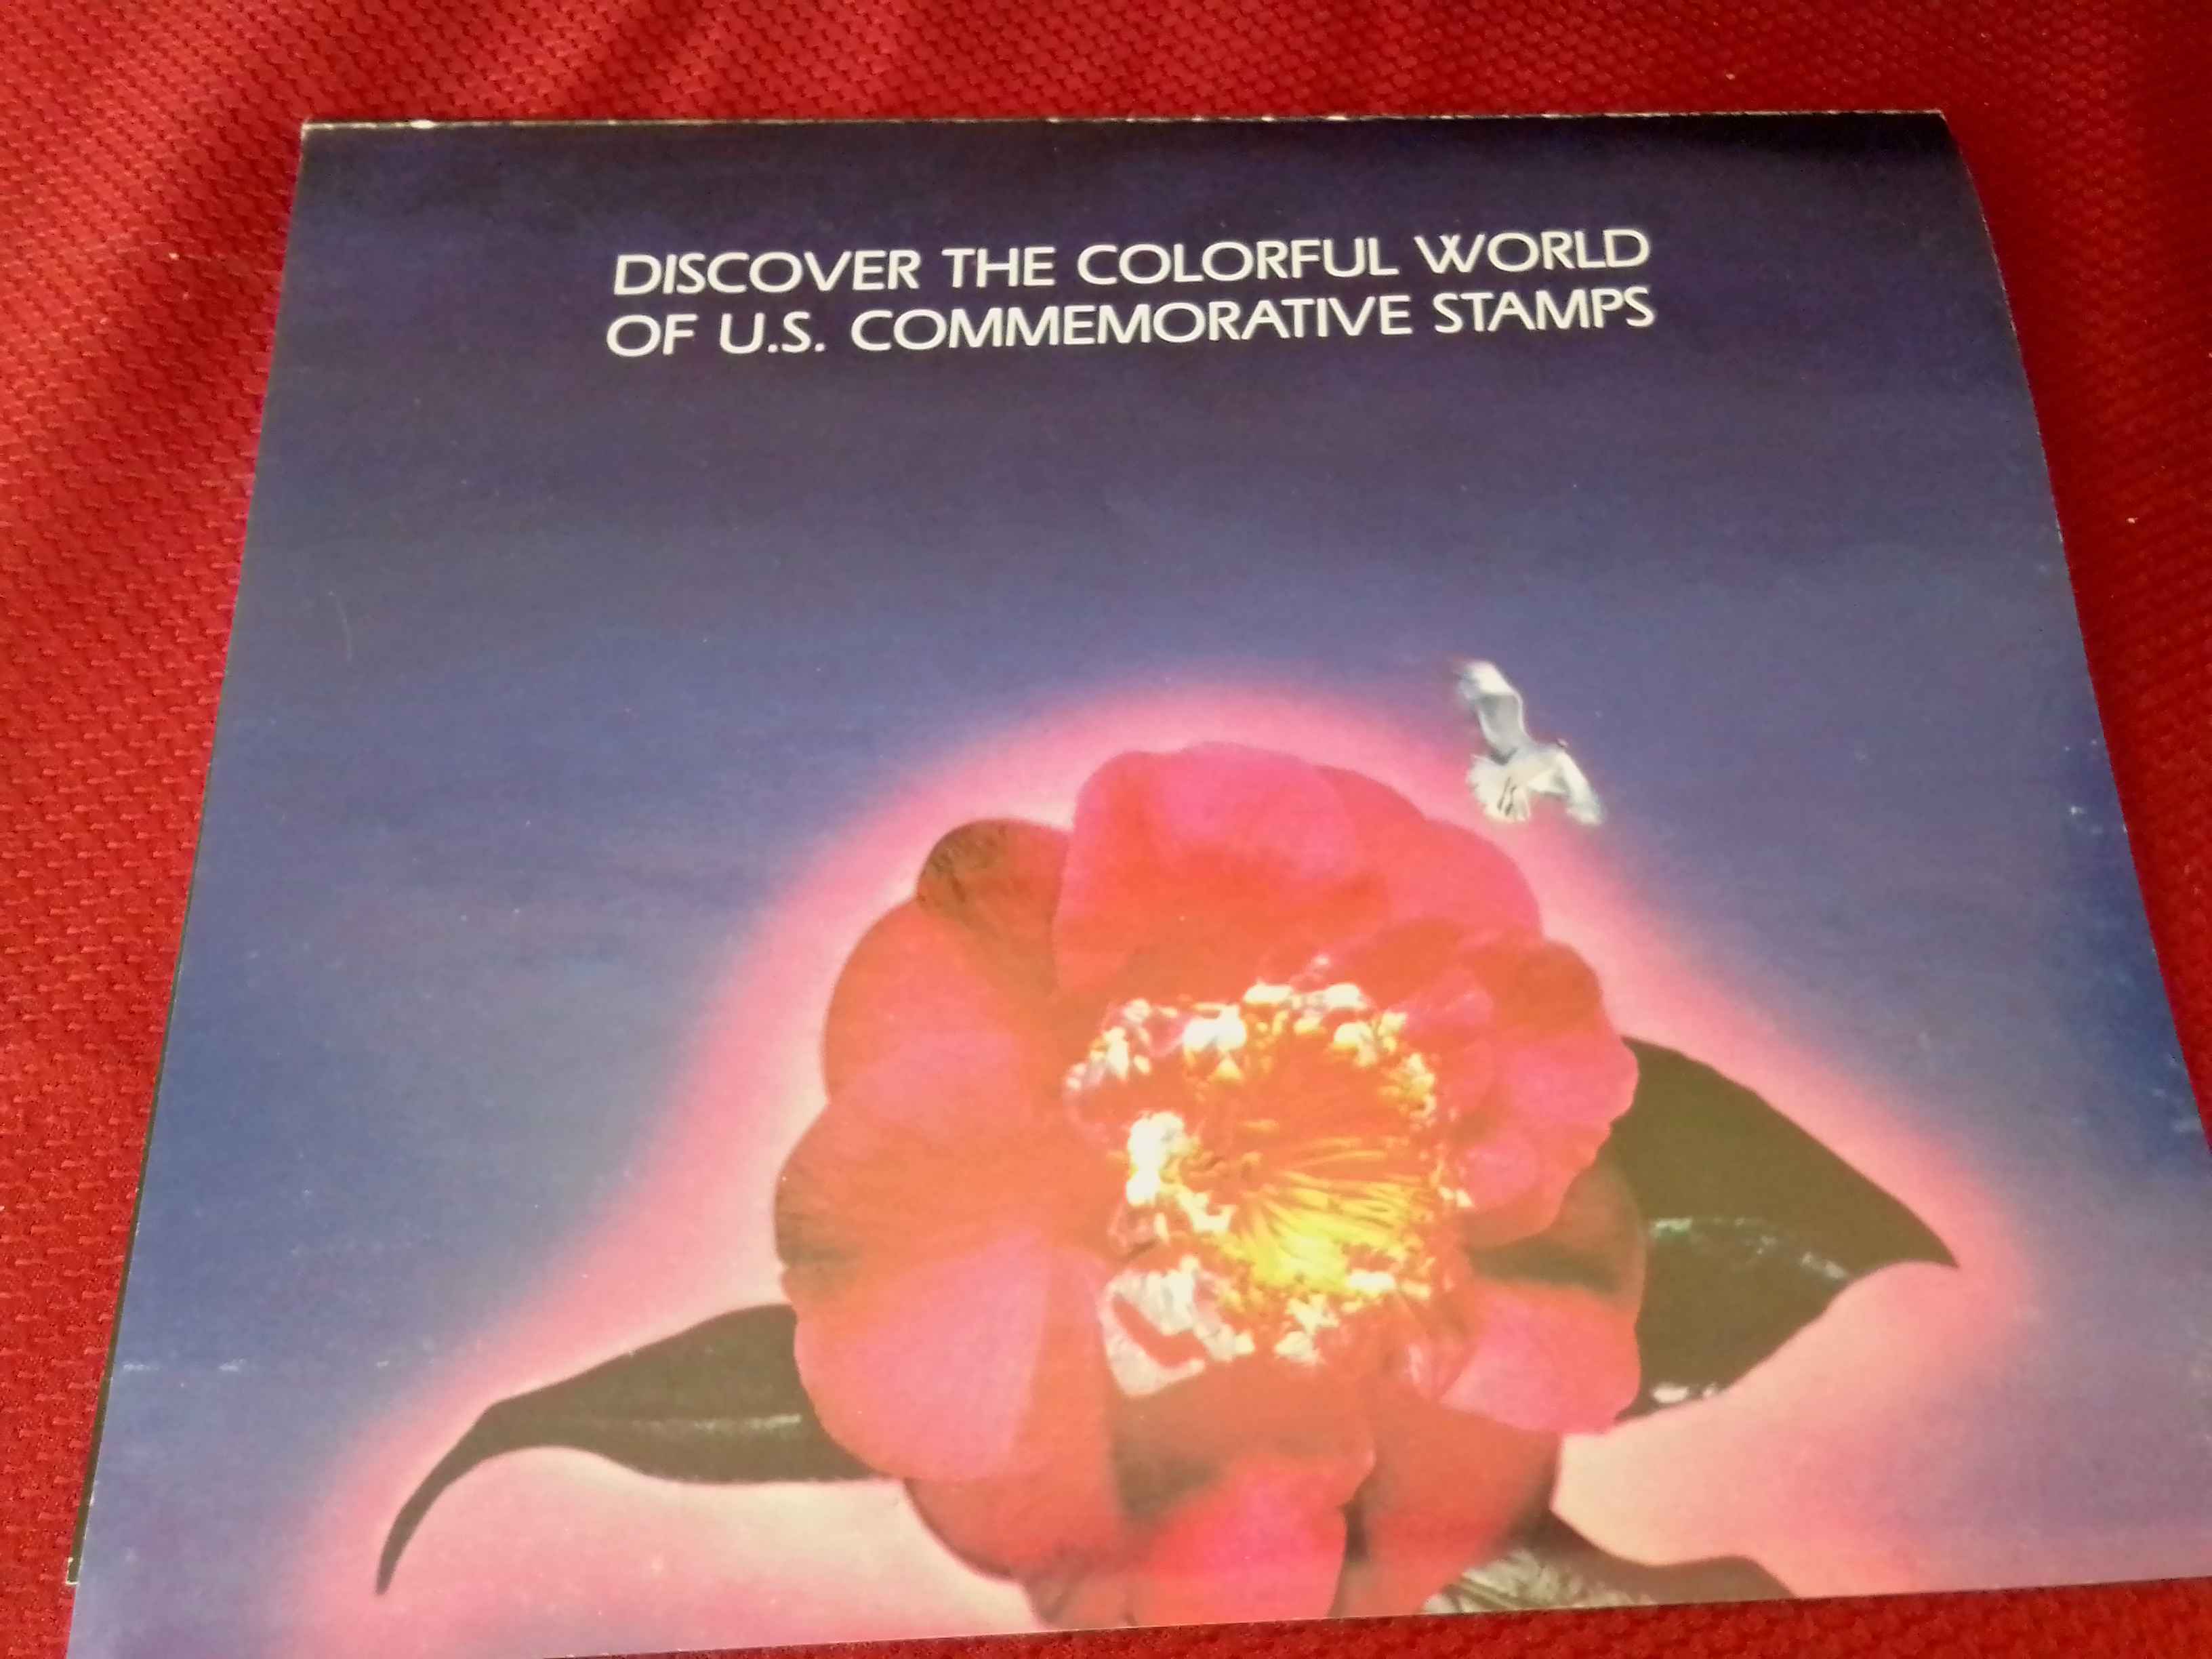 DISCOVER THE COLORFUL WORLD
OF U.S. COMMEMORATIVE STAMPS